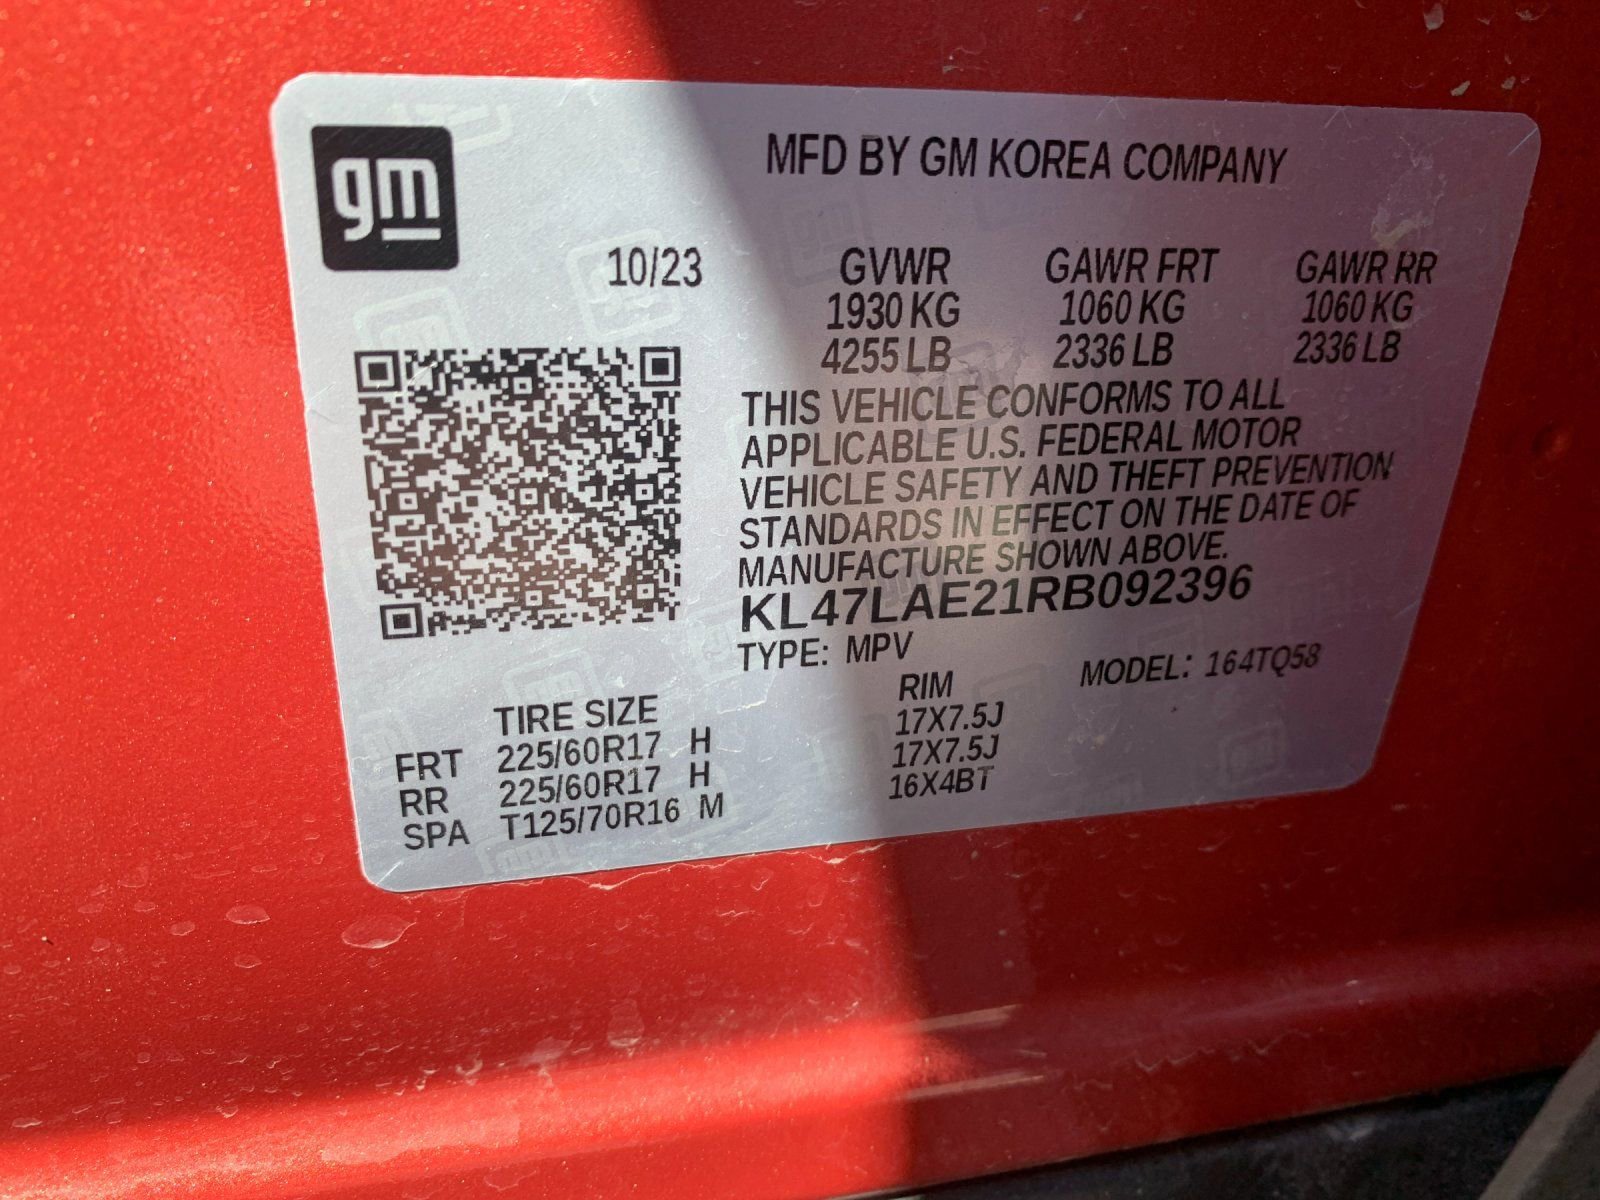 gm
MFD BY GM KOREA COMPANY
10/23
GVWR GAWR FRT GAWR RR
1930 KG 1060 KG 1060 KG
4255 LB 2336 LB 2336 LB
THIS VEHICLE CONFORMS TO ALL
APPLICABLE U.S. FEDERAL MOTOR
VEHICLE SAFETY AND THEFT PREVENTION
STANDARDS IN EFFECT ON THE DATE OF
MANUFACTURE SHOWN ABOVE.
KL47LAE21RB092396
TYPE: MPV MODEL: 164TQ58
TIRE SIZE RIM
FRT 225/60R17 H 17X7.5J
RR 225/60R17 H 17X7.5J
SPA T125/70R16 M 16X4BT